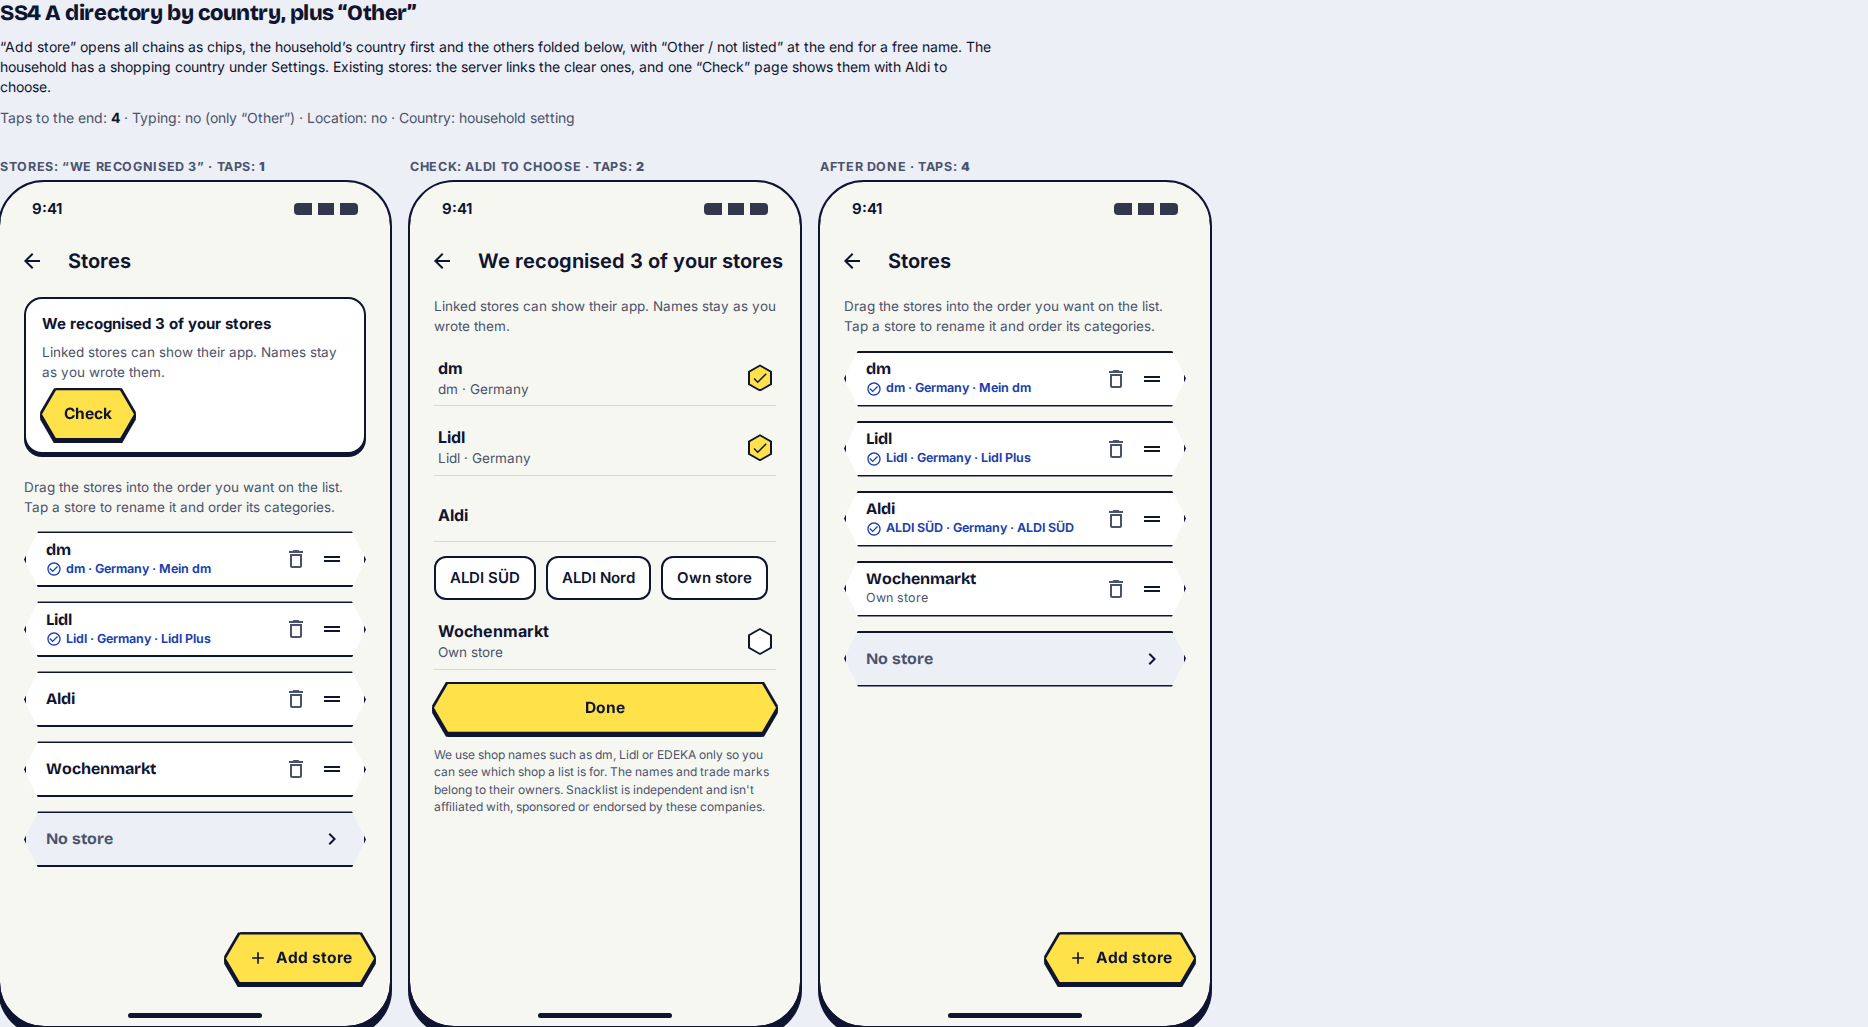 SS4 A directory by country, plus “Other”
“Add store” opens all chains as chips, the household’s country first and the others folded below, with “Other / not listed” at the end for a free name. The
household has a shopping country under Settings. Existing stores: the server links the clear ones, and one “Check” page shows them with Aldi to
choose.
Taps to the end: 4 · Typing: no (only “Other”) · Location: no · Country: household setting
STORES: “WE RECOGNISED 3” · TAPS: 1
9:41
Stores
We recognised 3 of your stores
Linked stores can show their app. Names stay
as you wrote them.
Check
Drag the stores into the order you want on the list.
Tap a store to rename it and order its categories.
dm
dm · Germany · Mein dm
Lidl
Lidl · Germany · Lidl Plus
Aldi
Wochenmarkt
No store
+ Add store
CHECK: ALDI TO CHOOSE · TAPS: 2
9:41
We recognised 3 of your stores
Linked stores can show their app. Names stay as you
wrote them.
dm
dm · Germany
Lidl
Lidl · Germany
Aldi
ALDI SÜD
ALDI Nord
Own store
Wochenmarkt
Own store
Done
We use shop names such as dm, Lidl or EDEKA only so you
can see which shop a list is for. The names and trade marks
belong to their owners. Snacklist is independent and isn't
affiliated with, sponsored or endorsed by these companies.
AFTER DONE · TAPS: 4
9:41
Stores
Drag the stores into the order you want on the list.
Tap a store to rename it and order its categories.
dm
dm · Germany · Mein dm
Lidl
Lidl · Germany · Lidl Plus
Aldi
ALDI SÜD · Germany · ALDI SÜD
Wochenmarkt
Own store
No store
+ Add store